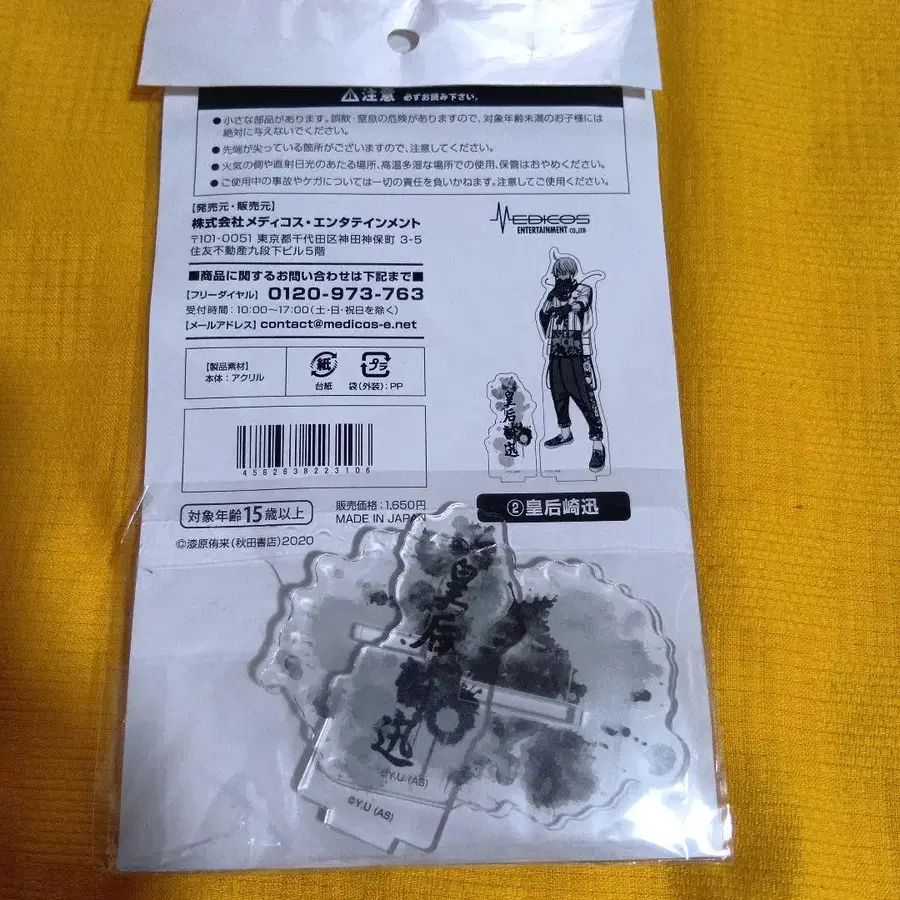 ⚠注意 必ずお読み下さい。
●小さな部品があります。誤飲・窒息の危険がありますので、対象年齢未満のお子様には
絶対に与えないでください。
●先端が尖っている箇所がございますので、注意してください。
●火気の側や直射日光のあたる場所、高温多湿な場所での使用、保管はおやめください。
●ご使用中の事故やケガについては一切の責任を負いかねます。注意してご使用ください。
【発売元・販売元】
株式会社メディコス・エンタテインメント
〒101-0051 東京都千代田区神田神保町 3-5
住友不動産九段下ビル5階
MEDICOS
ENTERTAINMENT CO.,LTD
■商品に関するお問い合わせは下記まで■
【フリーダイヤル】 0120-973-763
受付時間：10:00〜17:00(土・日・祝日を除く)
【メールアドレス】 contact@medicos-e.net
【製品素材】
本体：アクリル
紙
台紙
プラ
袋(外装)：PP
皇后崎迅
4582638223106
対象年齢15歳以上
販売価格：1,650円
MADE IN JAPAN
②皇后崎迅
©漆原侑来(秋田書店)2020
皇后
迅
©Y.U (AS)
©Y.U (AS)